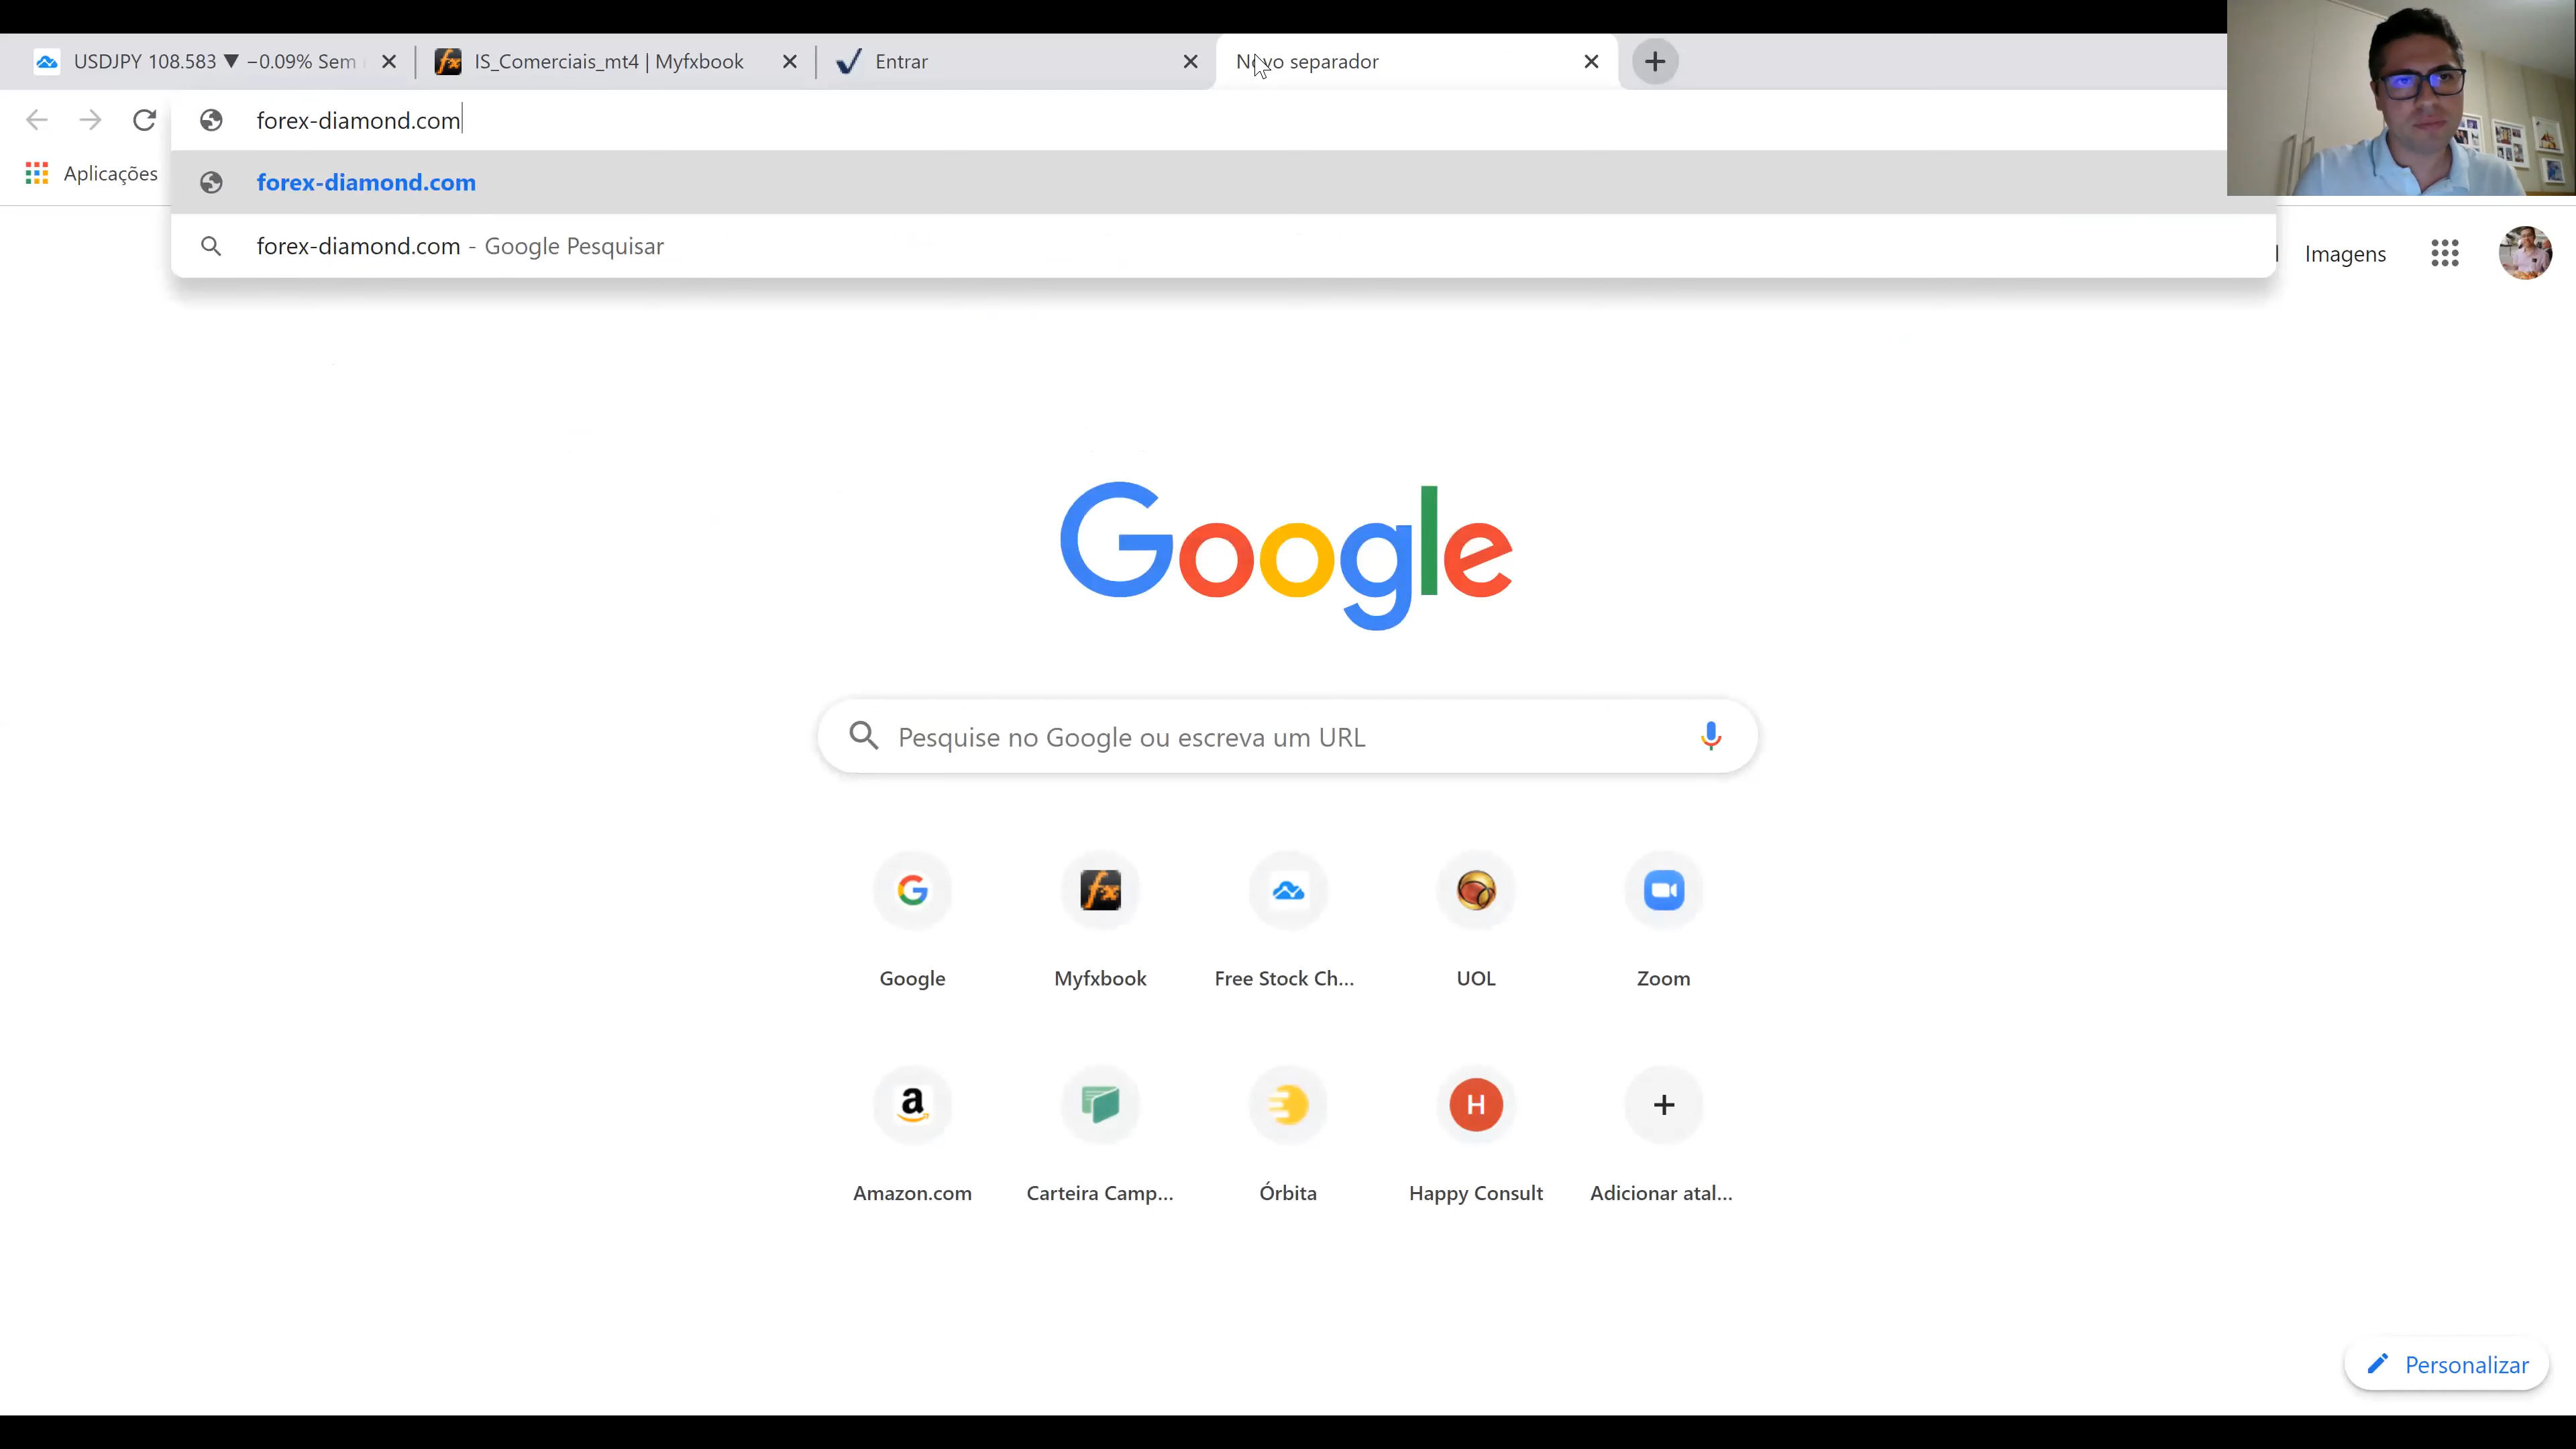 USDJPY 108.583 ▼ −0.09% Sem
IS_Comerciais_mt4 | Myfxbook
Entrar
Novo separador
forex-diamond.com
Aplicações
forex-diamond.com
forex-diamond.com - Google Pesquisar
Imagens
Google
Pesquise no Google ou escreva um URL
Google
Myfxbook
Free Stock Ch...
UOL
Zoom
Amazon.com
Carteira Camp...
Órbita
H
Happy Consult
Adicionar atal...
Personalizar